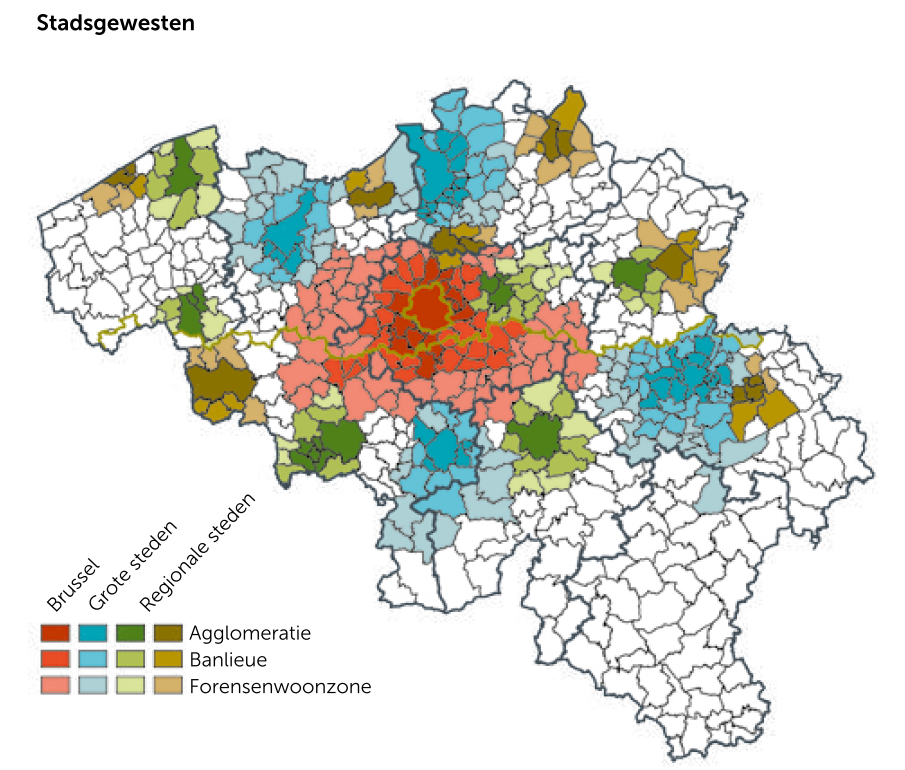 Stadsgewesten
Brussel
Grote steden
Regionale steden
Agglomeratie
Banlieue
Forensenwoonzone